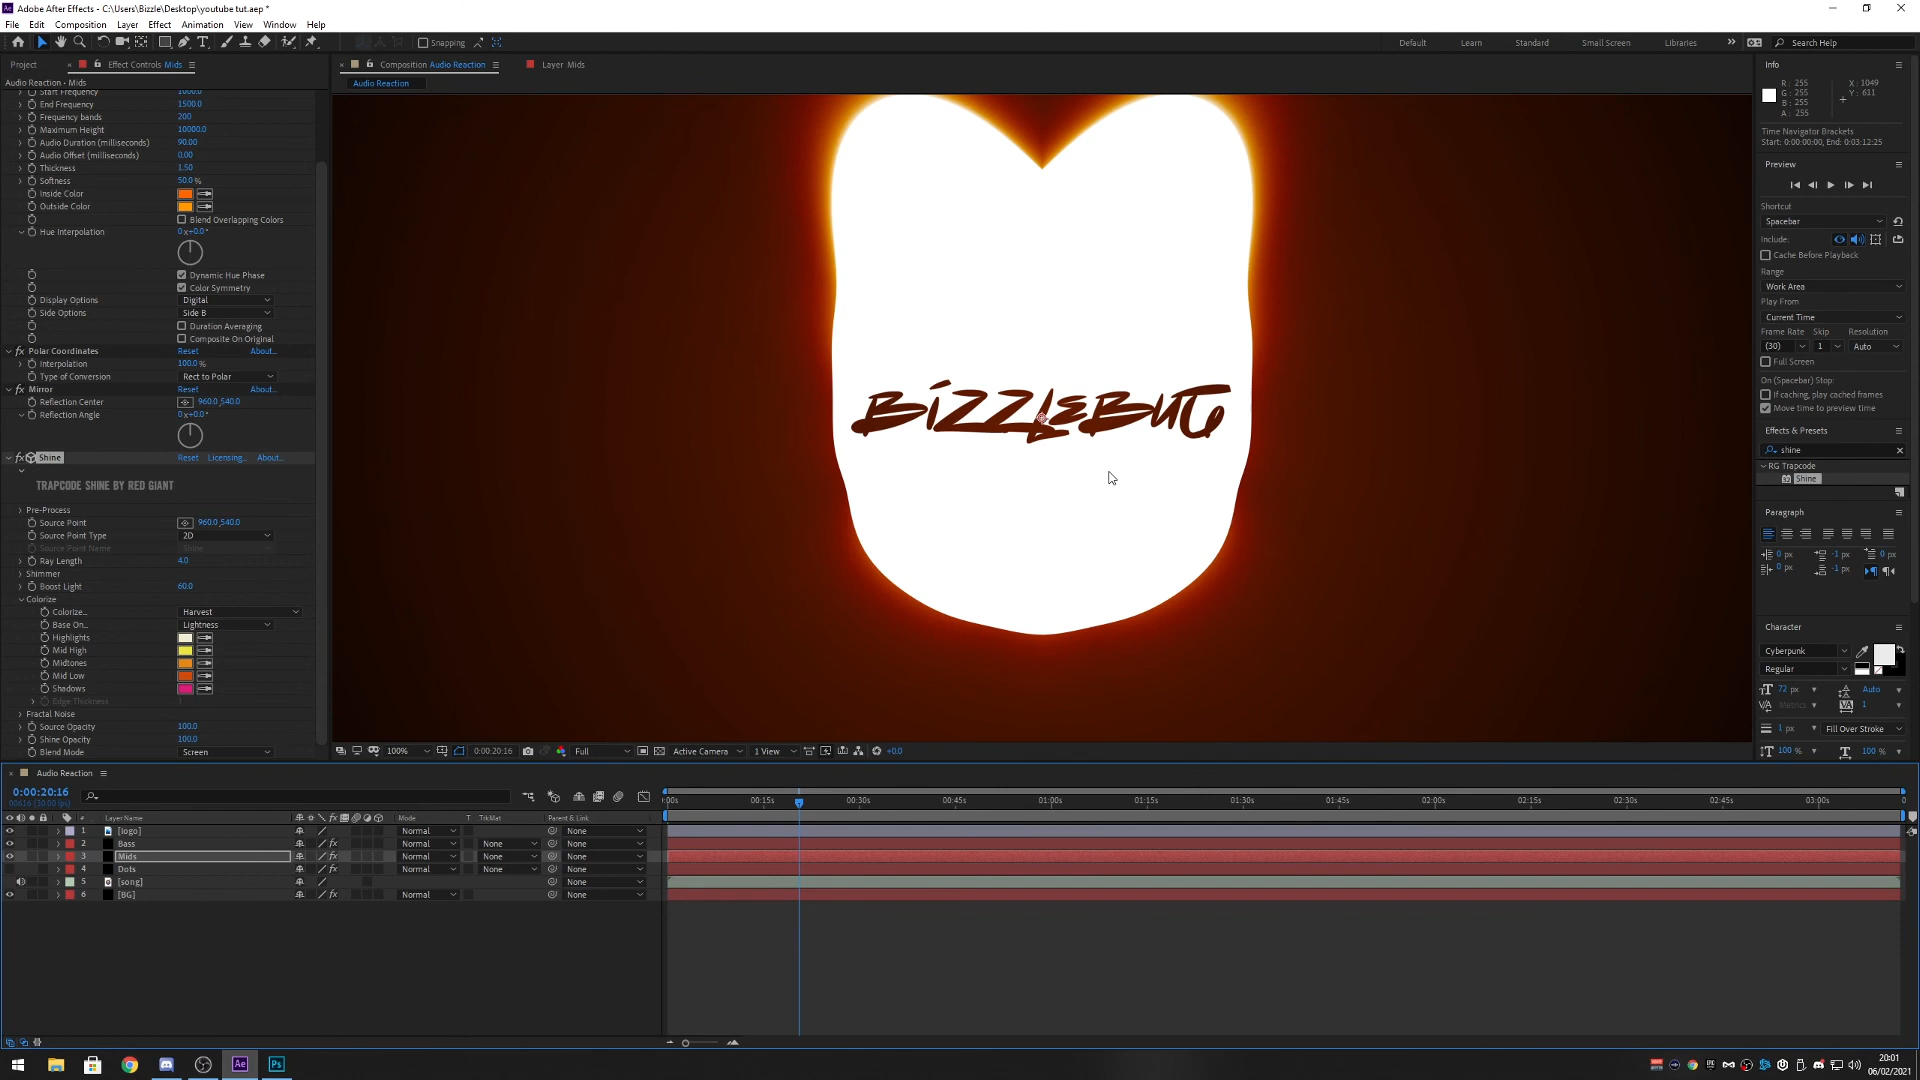 Adobe After Effects - C:\Users\Bizzle\Desktop\youtube tut.aep *
File Edit Composition Layer Effect Animation View Window Help
Snapping
Default Learn Standard Small Screen Libraries Search Help
Project Effect Controls Mids
Audio Reaction • Mids
Start Frequency 1000.0
End Frequency 1500.0
Frequency bands 200
Maximum Height 10000.0
Audio Duration (milliseconds) 90.00
Audio Offset (milliseconds) 0.00
Thickness 1.50
Softness 50.0 %
Inside Color
Outside Color
Blend Overlapping Colors
Hue Interpolation 0x+0.0°
Dynamic Hue Phase
Color Symmetry
Display Options Digital
Side Options Side B
Duration Averaging
Composite On Original
fx Polar Coordinates Reset About...
Interpolation 100.0 %
Type of Conversion Rect to Polar
fx Mirror Reset About...
Reflection Center 960.0,540.0
Reflection Angle 0x+0.0°
fx Shine Reset Licensing... About...
TRAPCODE SHINE BY RED GIANT
Pre-Process
Source Point 960.0,540.0
Source Point Type 2D
Source Point Name Shine
Ray Length 4.0
Shimmer
Boost Light 60.0
Colorize
Colorize... Harvest
Base On... Lightness
Highlights
Mid High
Midtones
Mid Low
Shadows
Edge Thickness 1
Fractal Noise
Source Opacity 100.0
Shine Opacity 100.0
Blend Mode Screen
Composition Audio Reaction Layer Mids
Audio Reaction
BiZZLEBUT
100% 0:00:20:16 Full Active Camera 1 View +0.0
Info
R : 255
G : 255
B : 255
A : 255
X : 1049
Y : 611
Time Navigator Brackets
Start: 0:00:00:00, End: 0:03:12:25
Preview
Shortcut
Spacebar
Include:
Cache Before Playback
Range
Work Area
Play From
Current Time
Frame Rate Skip Resolution
(30) 1 Auto
Full Screen
On (Spacebar) Stop:
If caching, play cached frames
Move time to preview time
Effects & Presets
shine
RG Trapcode
32 Shine
Paragraph
0 px -1 px 0 px
0 px -1 px
Character
Cyberpunk
Regular
72 px Auto
Metrics 1
1 px Fill Over Stroke
100 % 100 %
Audio Reaction
0:00:20:16
00616 (30.00 fps)
# Layer Name Mode T TrkMat Parent & Link
1 [logo] Normal None
2 Bass fx Normal None None
3 Mids fx Normal None None
4 Dots fx Normal None None
5 [song] None
6 [BG] fx Normal None
:00s 00:15s 00:30s 00:45s 01:00s 01:15s 01:30s 01:45s 02:00s 02:15s 02:45s 03:00s
Ae Ps
20:01
06/02/2021